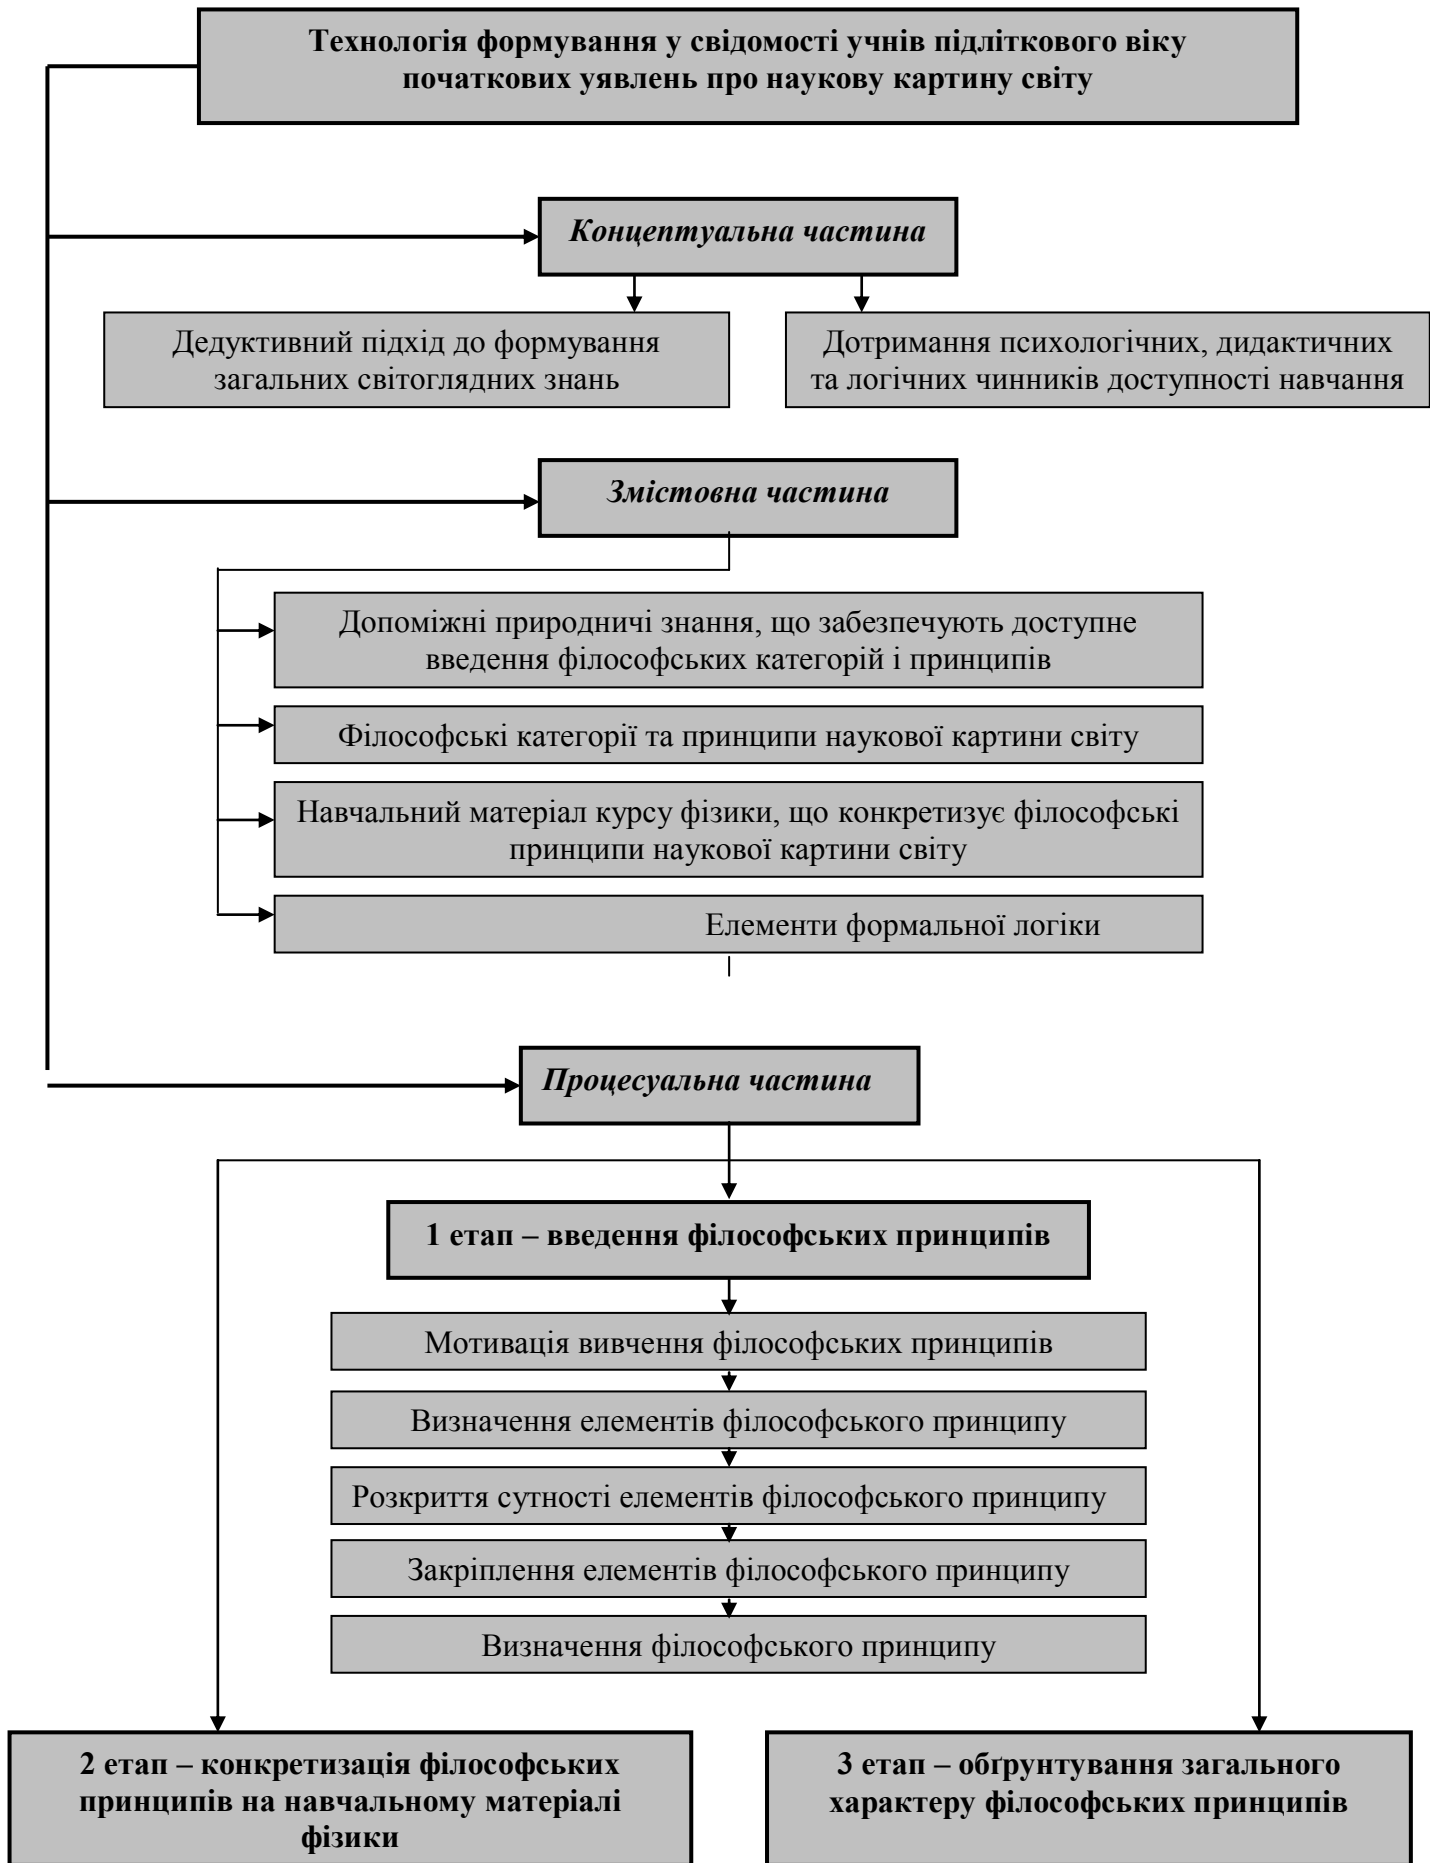 Технологія формування у свідомості учнів підліткового віку
початкових уявлень про наукову картину світу
Концептуальна частина
Дедуктивний підхід до формування
загальних світоглядних знань
Дотримання психологічних, дидактичних
та логічних чинників доступності навчання
Змістовна частина
Допоміжні природничі знання, що забезпечують доступне
введення філософських категорій і принципів
Філософські категорії та принципи наукової картини світу
Навчальний матеріал курсу фізики, що конкретизує філософські
принципи наукової картини світу
Елементи формальної логіки
Процесуальна частина
1 етап – введення філософських принципів
Мотивація вивчення філософських принципів
Визначення елементів філософського принципу
Розкриття сутності елементів філософського принципу
Закріплення елементів філософського принципу
Визначення філософського принципу
2 етап – конкретизація філософських
принципів на навчальному матеріалі
фізики
3 етап – обґрунтування загального
характеру філософських принципів